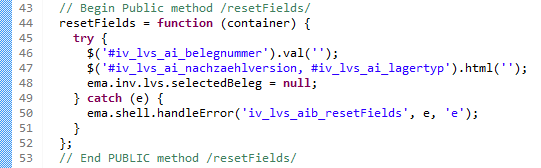 43 // Begin Public method /resetFields/
44 resetFields = function (container) {
45 try {
46 $('#iv_lvs_ai_belegnummer').val('');
47 $('#iv_lvs_ai_nachzaehlversion, #iv_lvs_ai_lagertyp').html('');
48 ema.inv.lvs.selectedBeleg = null;
49 } catch (e) {
50 ema.shell.handleError('iv_lvs_aib_resetFields', e, 'e');
51 }
52 };
53 // End PUBLIC method /resetFields/